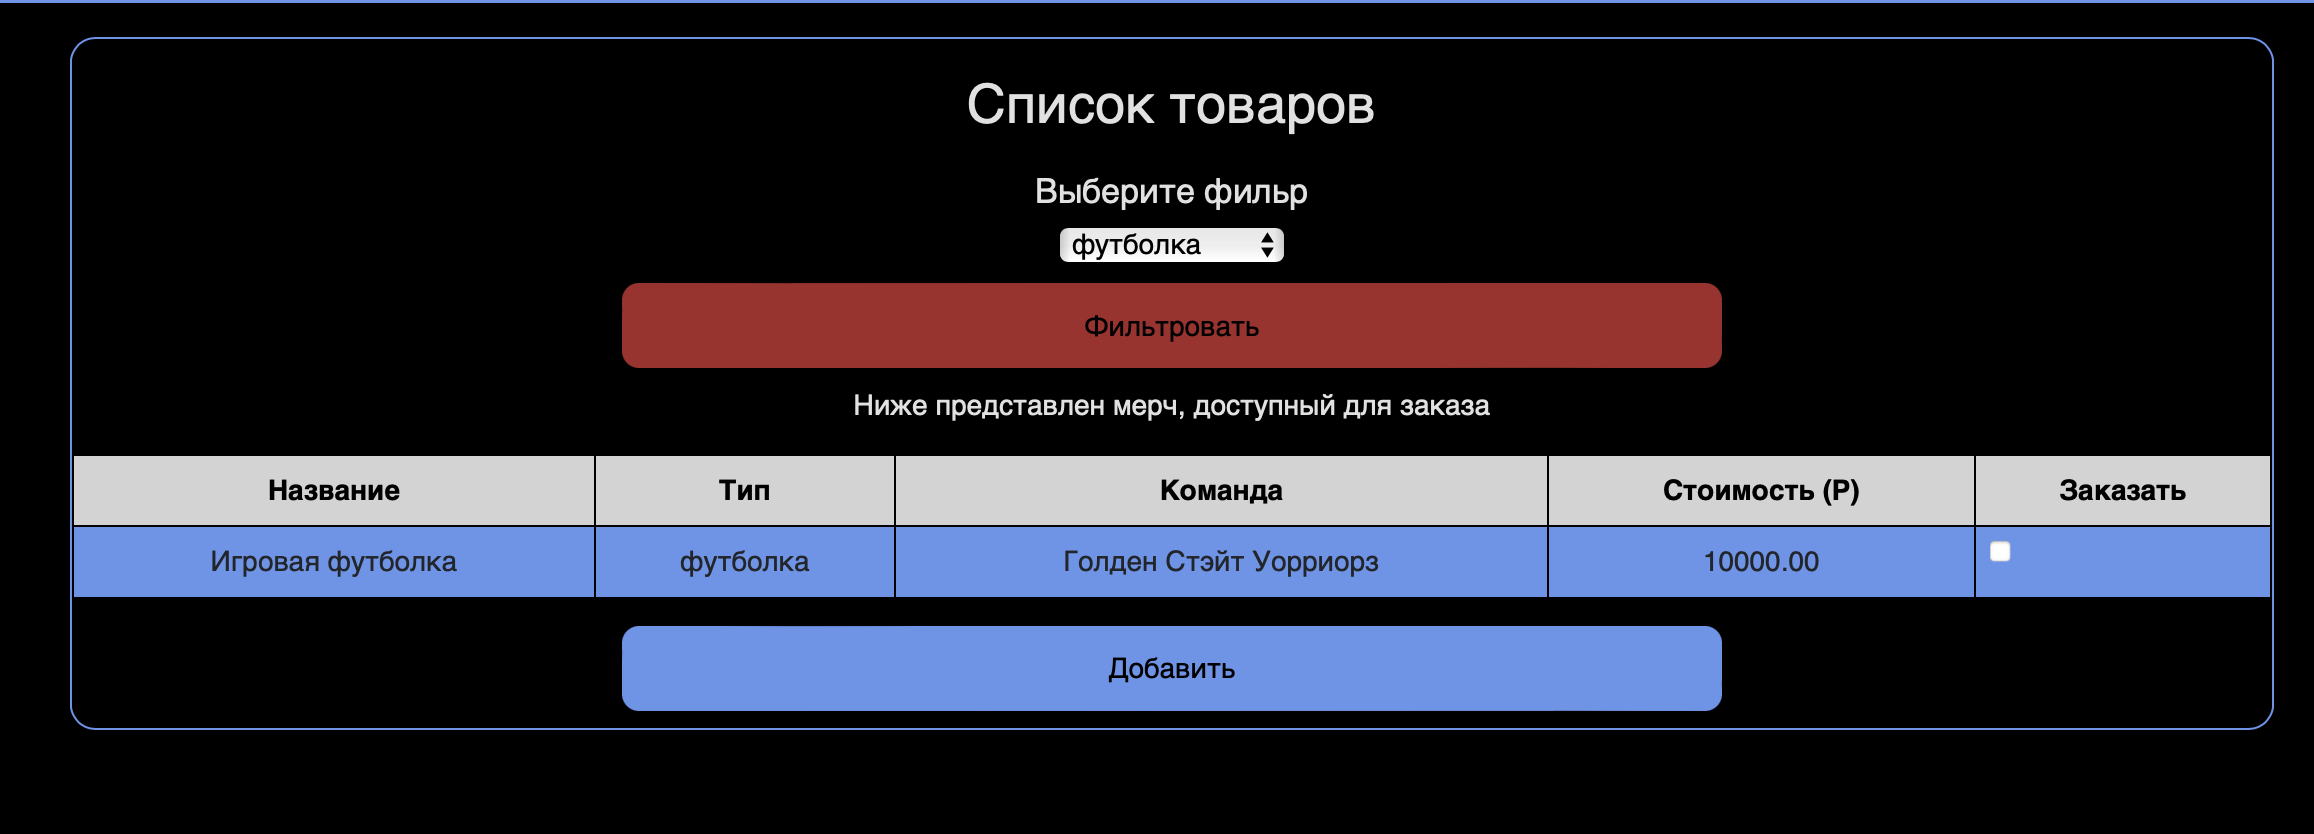 Список товаров
Выберите фильр
футболка
Фильтровать
Ниже представлен мерч, доступный для заказа
Название Тип Команда Стоимость (Р) Заказать
Игровая футболка футболка Голден Стэйт Уорриорз 10000.00
Добавить